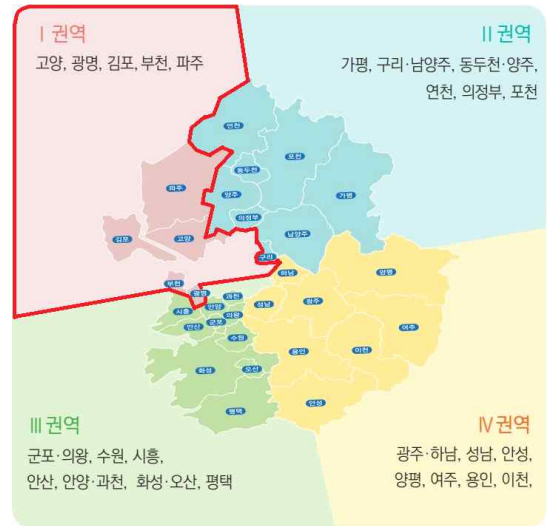 Ⅰ권역
고양, 광명, 김포, 부천, 파주
Ⅱ권역
가평, 구리·남양주, 동두천·양주,
연천, 의정부, 포천
연천
포천
동두천
파주
양주
가평
의정부
김포
고양
남양주
구리
하남
양평
부천
광명
과천
시흥
안양
성남
광주
의왕
군포
안산
여주
수원
용인
이천
화성
오산
안성
평택
Ⅲ권역
군포·의왕, 수원, 시흥,
안산, 안양·과천, 화성·오산, 평택
Ⅳ권역
광주·하남, 성남, 안성,
양평, 여주, 용인, 이천,